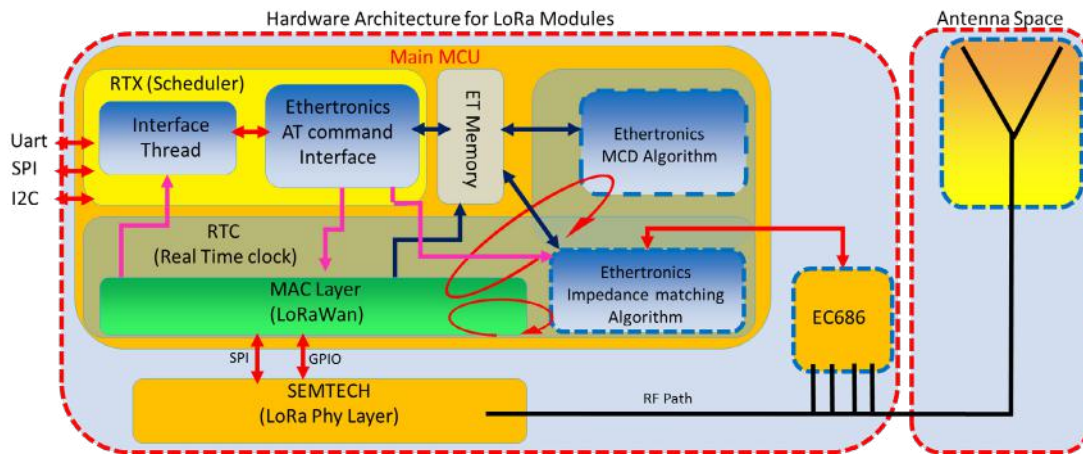 Hardware Architecture for LoRa Modules
Antenna Space
Main MCU
RTX (Scheduler)
Interface
Thread
Ethertronics
AT command
Interface
ET Memory
Ethertronics
MCD Algorithm
Uart
SPI
I2C
RTC
(Real Time clock)
MAC Layer
(LoRaWan)
Ethertronics
Impedance matching
Algorithm
EC686
SPI
GPIO
SEMTECH
(LoRa Phy Layer)
RF Path